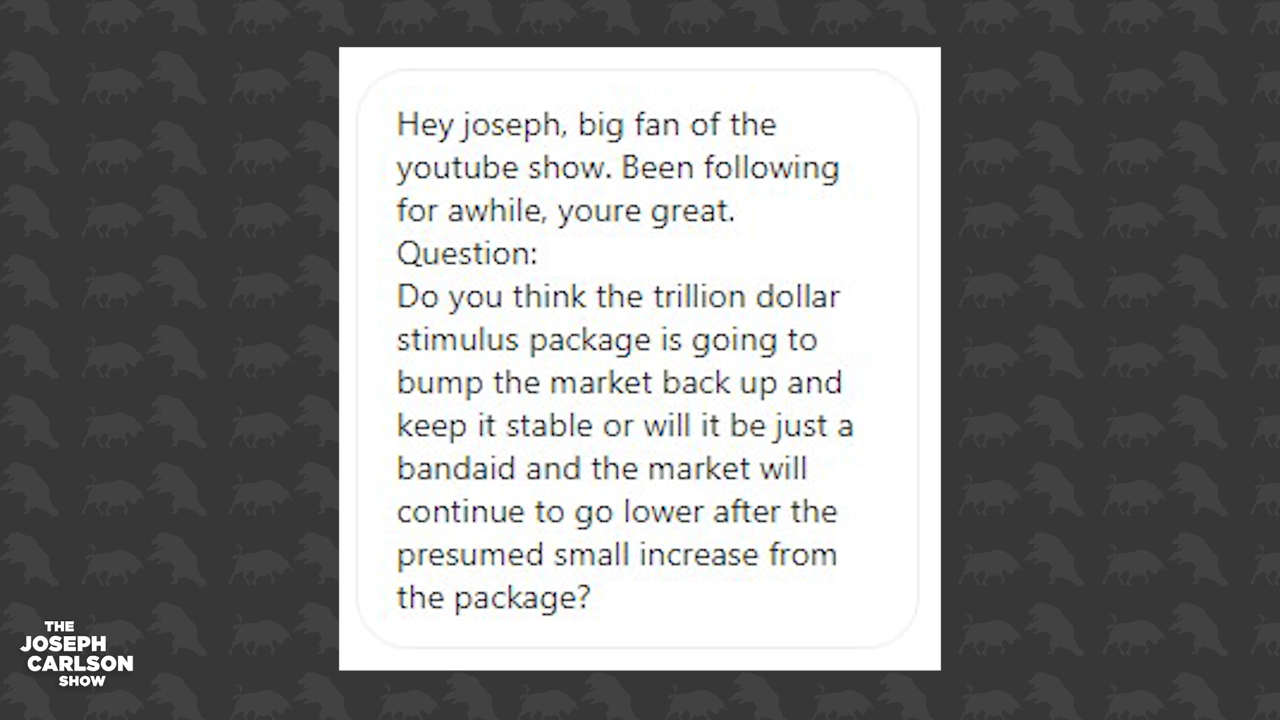 Hey joseph, big fan of the
youtube show. Been following
for awhile, youre great.
Question:
Do you think the trillion dollar
stimulus package is going to
bump the market back up and
keep it stable or will it be just a
bandaid and the market will
continue to go lower after the
presumed small increase from
the package?
THE
JOSEPH
CARLSON
SHOW